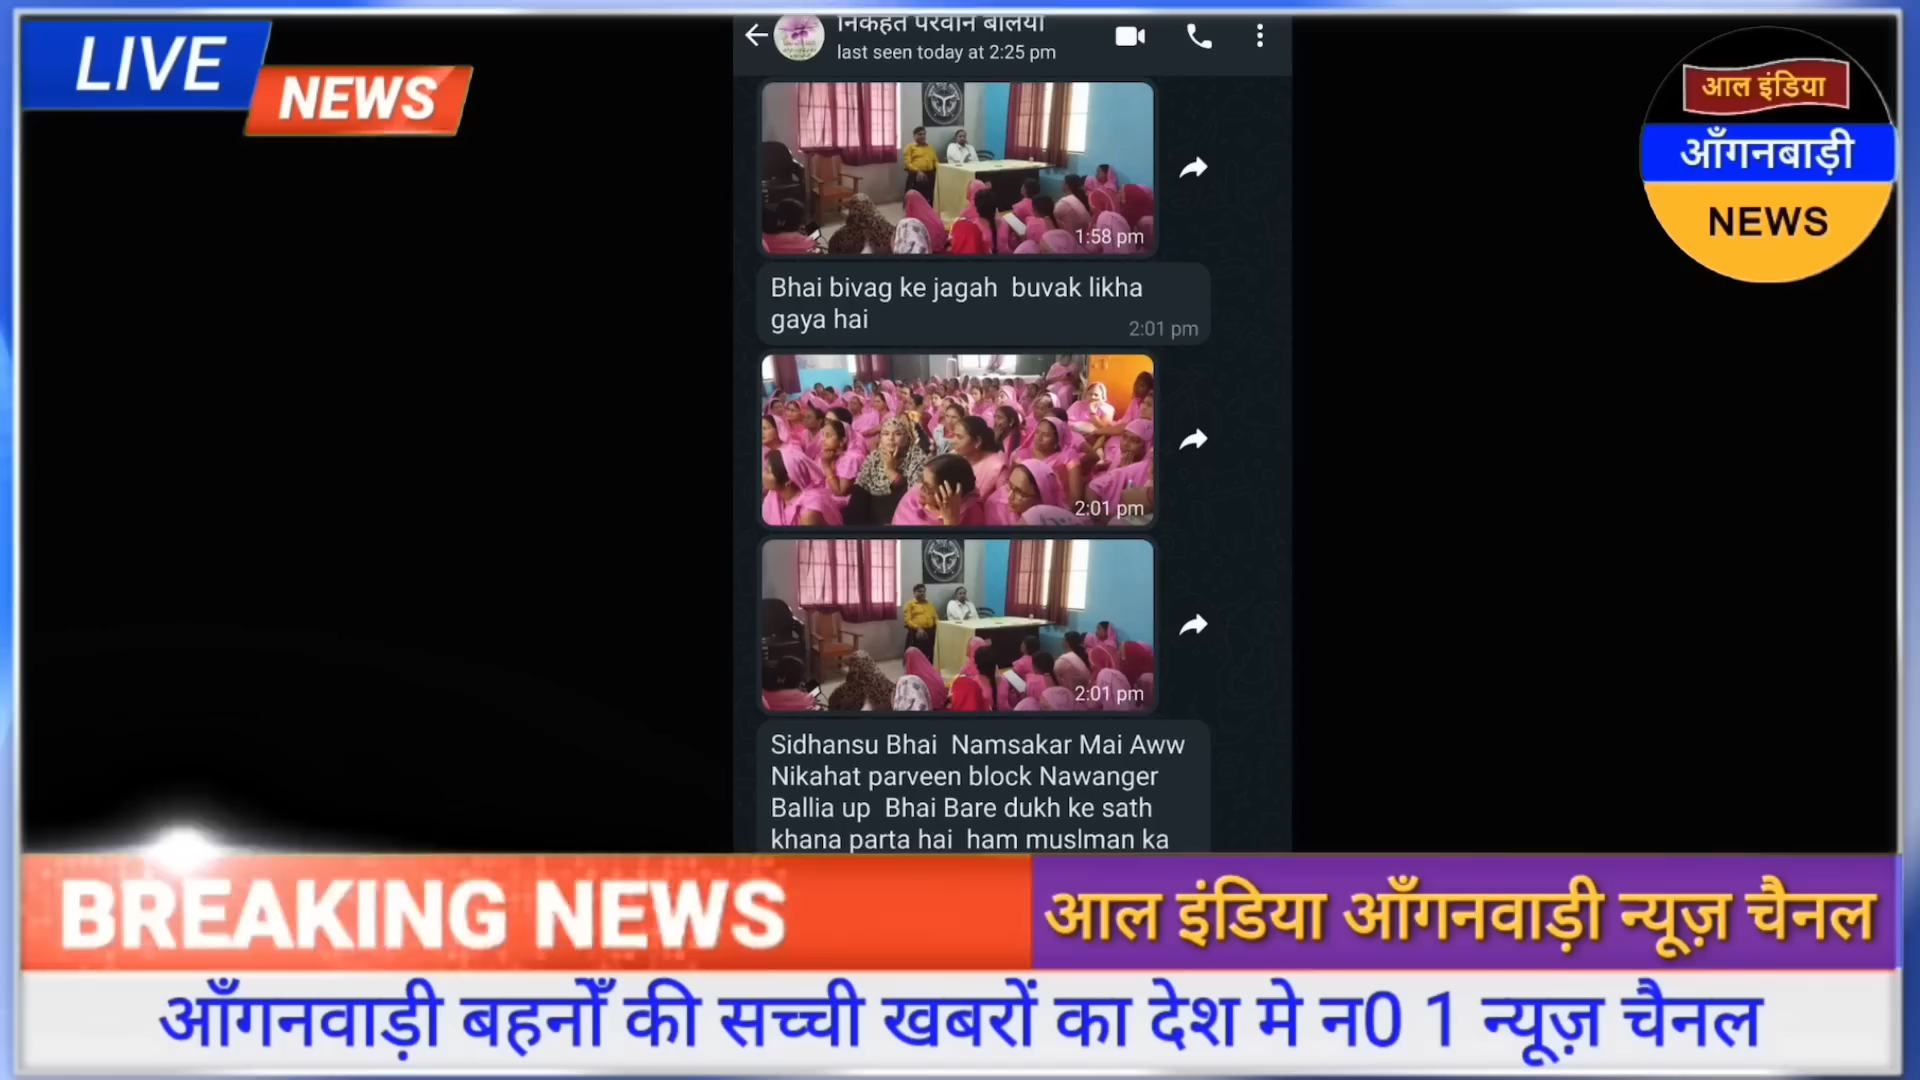 LIVE
NEWS
निकहत परवीन बलिया
last seen today at 2:25 pm
आल इंडिया
आँगनबाड़ी
NEWS
1:58 pm
Bhai bivag ke jagah buvak likha
gaya hai
2:01 pm
2:01 pm
2:01 pm
Sidhansu Bhai Namsakar Mai Aww
Nikahat parveen block Nawanger
Ballia up Bhai Bare dukh ke sath
khana parta hai ham muslman ka
BREAKING NEWS
आल इंडिया आँगनवाड़ी न्यूज़ चैनल
आँगनवाड़ी बहनोँ की सच्ची खबरों का देश मे न0 1 न्यूज़ चैनल